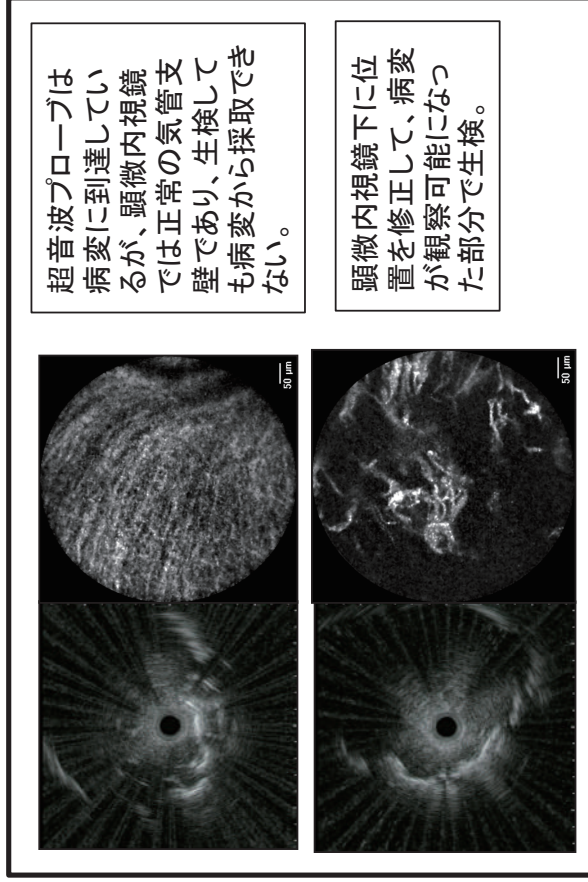 超音波プローブは
病変に到達してい
るが、顕微内視鏡
では正常の気管支
壁であり、生検して
も病変から採取でき
ない。
50 µm
顕微内視鏡下に位
置を修正して、病変
が観察可能になっ
た部分で生検。
50 µm